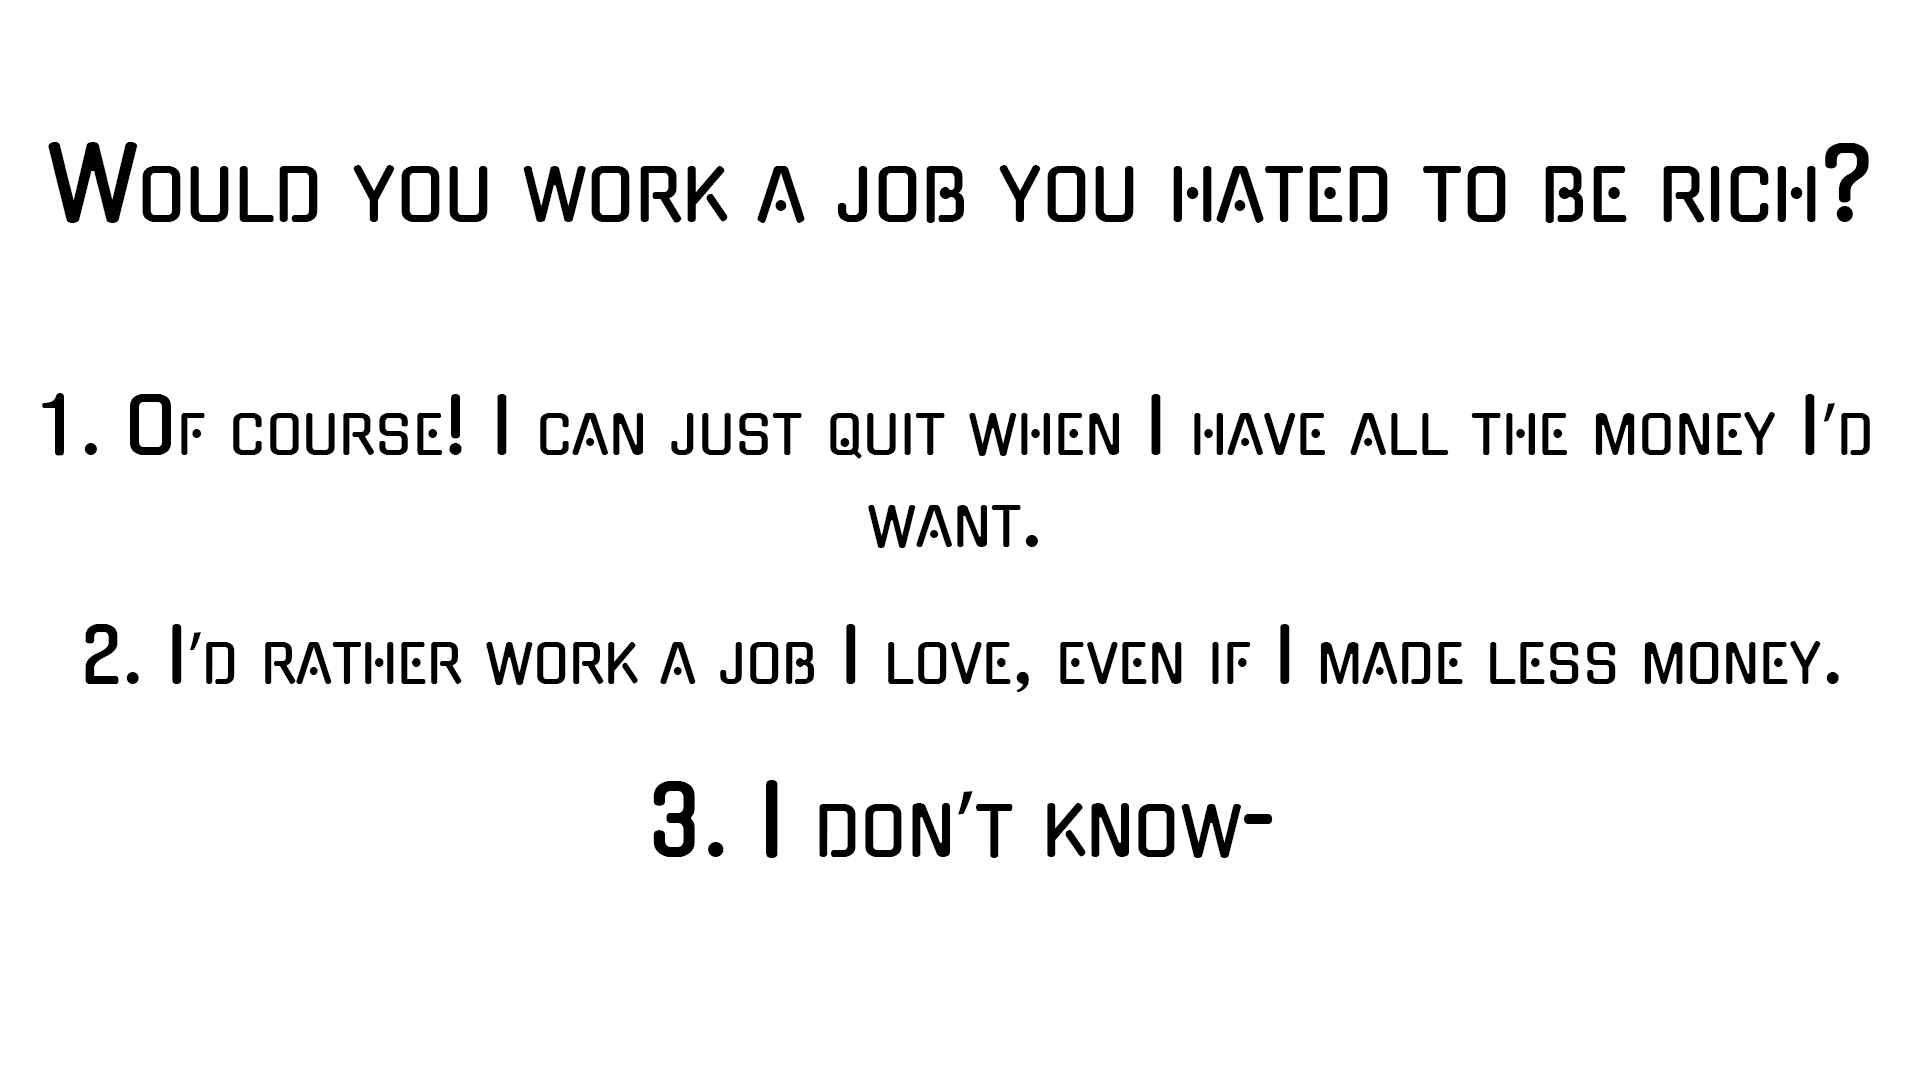 Would you work a job you hated to be rich?
1. Of course! I can just quit when I have all the money I'd
want.
2. I'd rather work a job I love, even if I made less money.
3. I don't know-